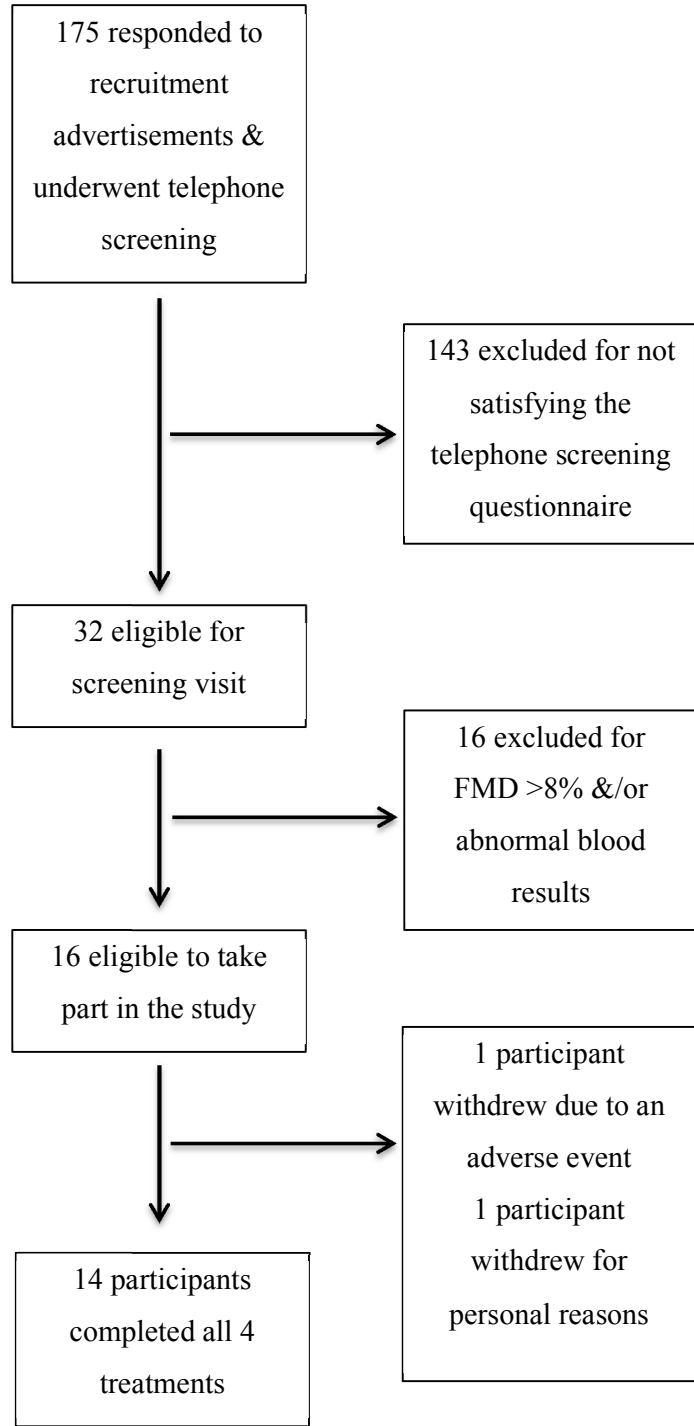 175 responded to
recruitment
advertisements &
underwent telephone
screening
143 excluded for not
satisfying the
telephone screening
questionnaire
32 eligible for
screening visit
16 excluded for
FMD >8% &/or
abnormal blood
results
16 eligible to take
part in the study
1 participant
withdrew due to an
adverse event
1 participant
withdrew for
personal reasons
14 participants
completed all 4
treatments